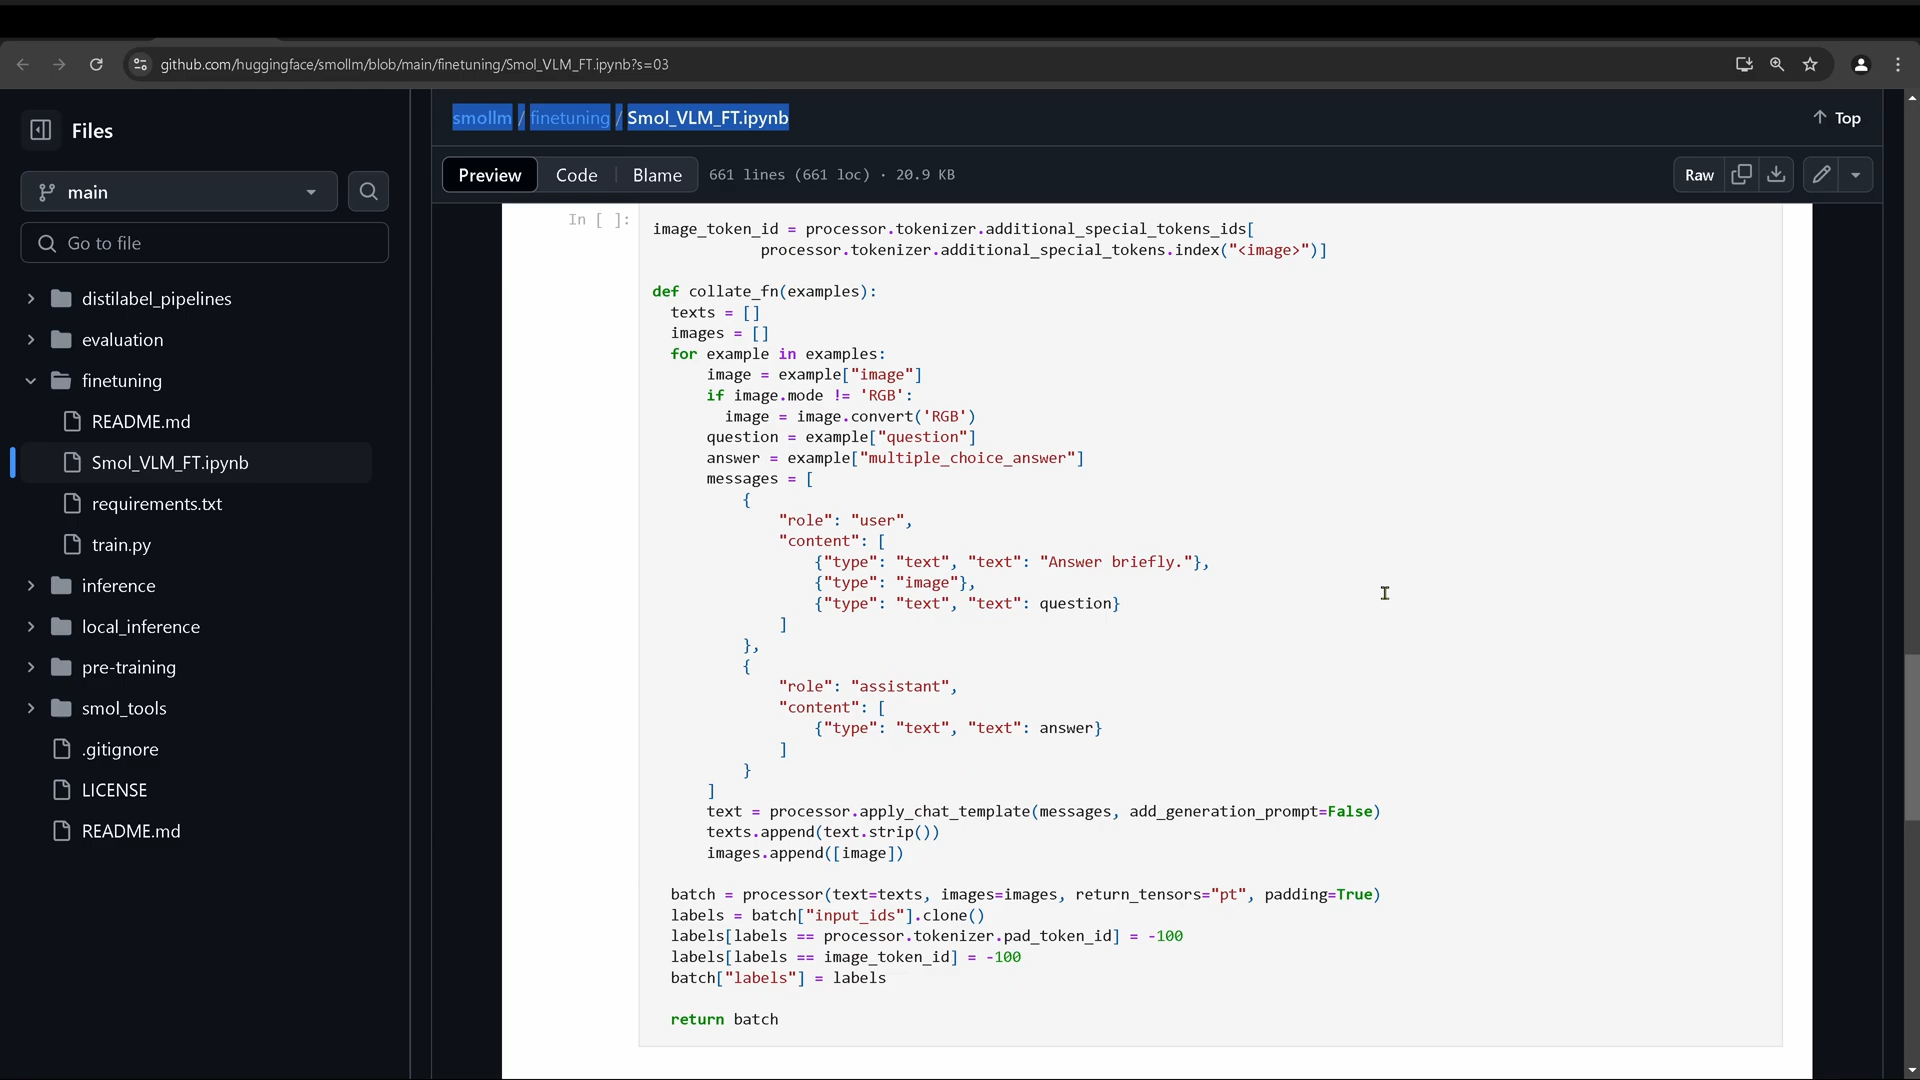 github.com/huggingface/smollm/blob/main/finetuning/Smol_VLM_FT.ipynb?s=03
Files
main
Go to file
distilabel_pipelines
evaluation
finetuning
README.md
Smol_VLM_FT.ipynb
requirements.txt
train.py
inference
local_inference
pre-training
smol_tools
.gitignore
LICENSE
README.md
smollm / finetuning / Smol_VLM_FT.ipynb
Top
Preview Code Blame 661 lines (661 loc) · 20.9 KB Raw
In [ ]:
image_token_id = processor.tokenizer.additional_special_tokens_ids[
            processor.tokenizer.additional_special_tokens.index("<image>")]
def collate_fn(examples):
  texts = []
  images = []
  for example in examples:
      image = example["image"]
      if image.mode != 'RGB':
        image = image.convert('RGB')
      question = example["question"]
      answer = example["multiple_choice_answer"]
      messages = [
          {
              "role": "user",
              "content": [
                  {"type": "text", "text": "Answer briefly."},
                  {"type": "image"},
                  {"type": "text", "text": question}
              ]
          },
          {
              "role": "assistant",
              "content": [
                  {"type": "text", "text": answer}
              ]
          }
      ]
      text = processor.apply_chat_template(messages, add_generation_prompt=False)
      texts.append(text.strip())
      images.append([image])
  batch = processor(text=texts, images=images, return_tensors="pt", padding=True)
  labels = batch["input_ids"].clone()
  labels[labels == processor.tokenizer.pad_token_id] = -100
  labels[labels == image_token_id] = -100
  batch["labels"] = labels
  return batch